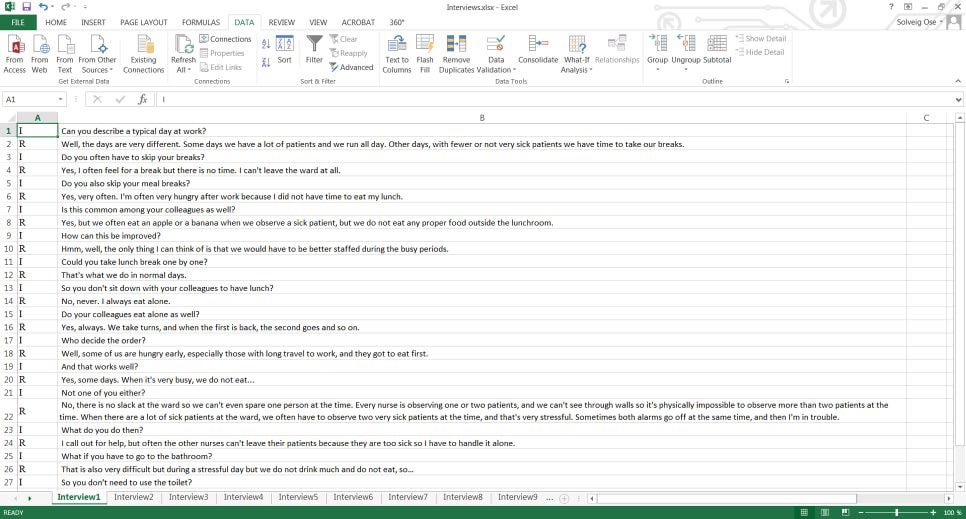 Interviews.xlsx - Excel
FILE HOME INSERT PAGE LAYOUT FORMULAS DATA REVIEW VIEW ACROBAT 360° Solveig Ose
From Access From Web From Text From Other Sources Existing Connections Refresh All Connections Properties Edit Links Sort Filter Clear Reapply Advanced Text to Columns Flash Fill Remove Duplicates Data Validation Consolidate What-If Analysis Relationships Group Ungroup Subtotal Show Detail Hide Detail
Get External Data Connections Sort & Filter Data Tools Outline
A1 fx I
A B C
1 I Can you describe a typical day at work?
2 R Well, the days are very different. Some days we have a lot of patients and we run all day. Other days, with fewer or not very sick patients we have time to take our breaks.
3 I Do you often have to skip your breaks?
4 R Yes, I often feel for a break but there is no time. I can't leave the ward at all.
5 I Do you also skip your meal breaks?
6 R Yes, very often. I'm often very hungry after work because I did not have time to eat my lunch.
7 I Is this common among your colleagues as well?
8 R Yes, but we often eat an apple or a banana when we observe a sick patient, but we do not eat any proper food outside the lunchroom.
9 I How can this be improved?
10 R Hmm, well, the only thing I can think of is that we would have to be better staffed during the busy periods.
11 I Could you take lunch break one by one?
12 R That's what we do in normal days.
13 I So you don't sit down with your colleagues to have lunch?
14 R No, never. I always eat alone.
15 I Do your colleagues eat alone as well?
16 R Yes, always. We take turns, and when the first is back, the second goes and so on.
17 I Who decide the order?
18 R Well, some of us are hungry early, especially those with long travel to work, and they got to eat first.
19 I And that works well?
20 R Yes, some days. When it's very busy, we do not eat...
21 I Not one of you either?
22 R No, there is no slack at the ward so we can't even spare one person at the time. Every nurse is observing one or two patients, and we can't see through walls so it's physically impossible to observe more than two patients at the
time. When there are a lot of sick patients at the ward, we often have to observe two very sick patients at the time, and that's very stressful. Sometimes both alarms go off at the same time, and then I'm in trouble.
23 I What do you do then?
24 R I call out for help, but often the other nurses can't leave their patients because they are too sick so I have to handle it alone.
25 I What if you have to go to the bathroom?
26 R That is also very difficult but during a stressful day but we do not drink much and do not eat, so...
27 I So you don't need to use the toilet?
Interview1 Interview2 Interview3 Interview4 Interview5 Interview6 Interview7 Interview8 Interview9 ...
READY 100 %